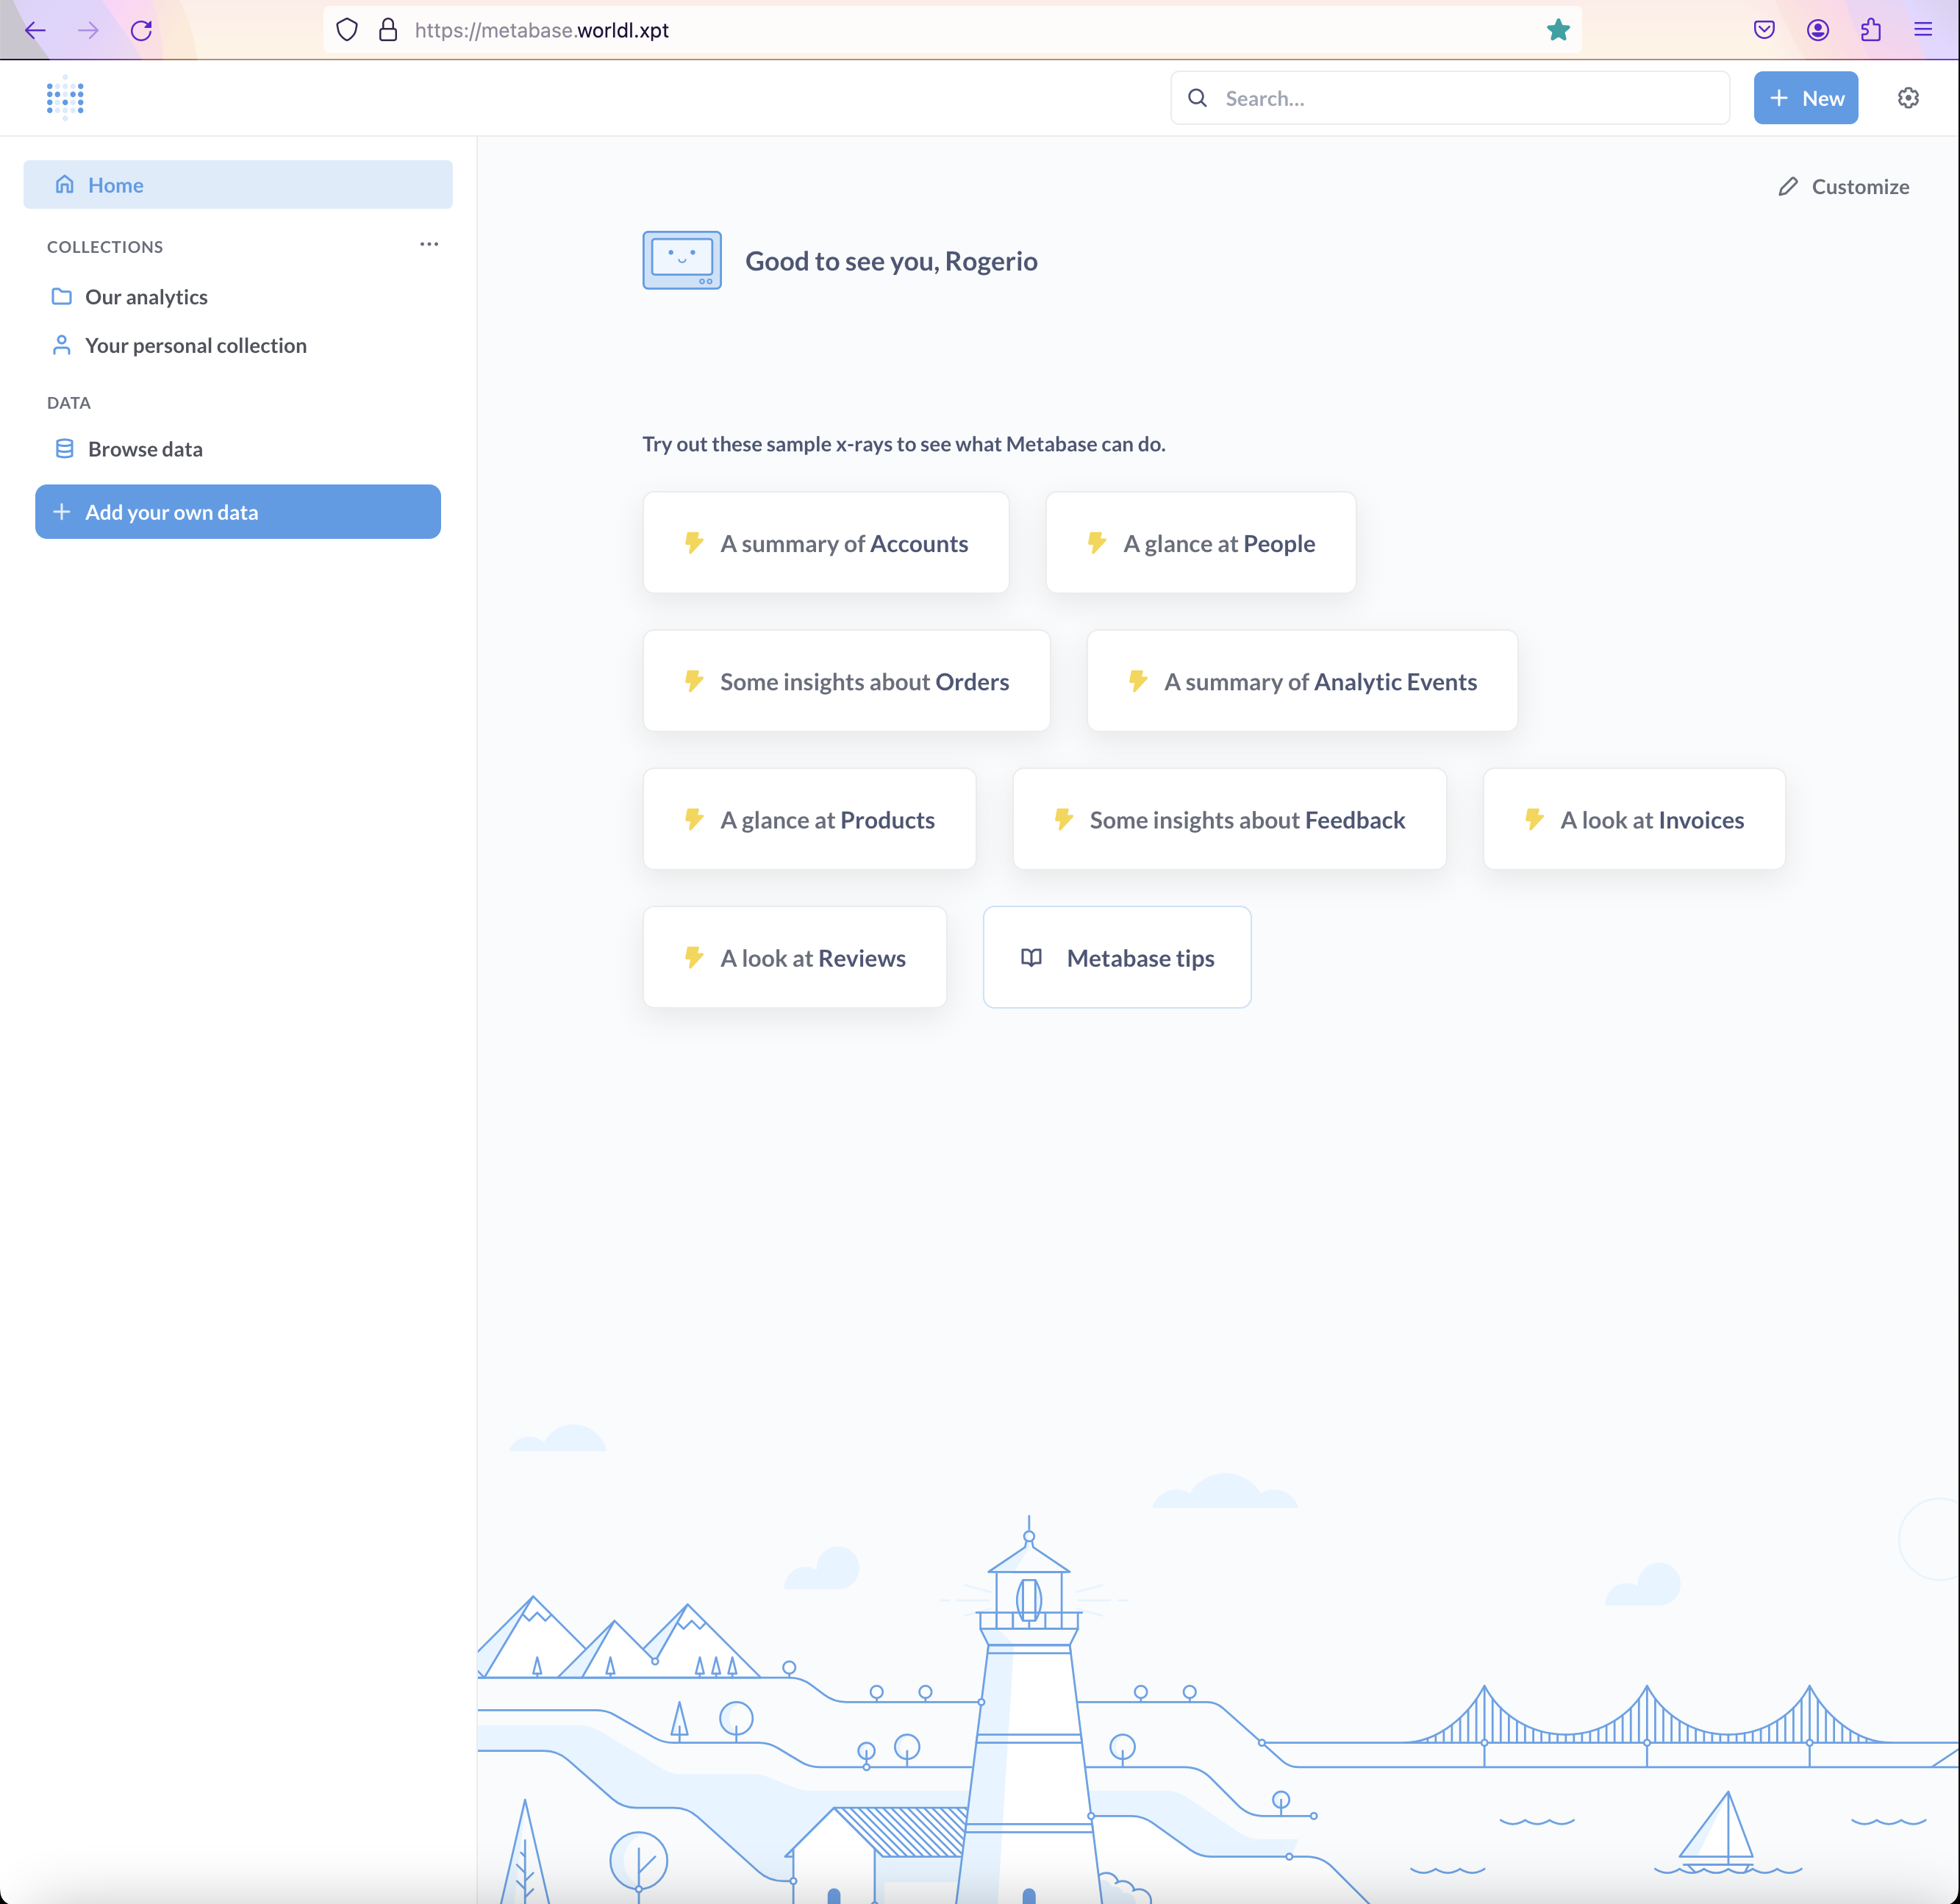 https://metabase.worldl.xpt
Search...
New
Home
COLLECTIONS
Our analytics
Your personal collection
DATA
Browse data
Add your own data
Customize
Good to see you, Rogerio
Try out these sample x-rays to see what Metabase can do.
A summary of Accounts
A glance at People
Some insights about Orders
A summary of Analytic Events
A glance at Products
Some insights about Feedback
A look at Invoices
A look at Reviews
Metabase tips